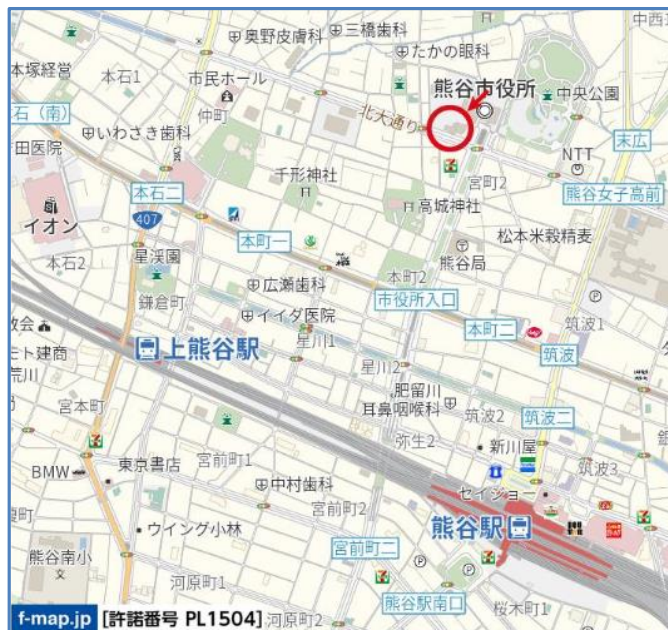 三橋歯科
奥野皮膚科
中西
本石1
たかの眼科
本塚経営
市民ホール
熊谷市役所
中央公園
仲町
北大通り
石(南)
いわさき歯科
末広
田医院
NTT
千形神社
宮町2
本石二
熊谷女子高前
イオン
407
高城神社
松本米穀精麦
星渓園
本町一
熊谷局
本石2
本町2
広瀬歯科
市役所入口
鎌倉町
イイダ医院
筑波1
本町二
教会
星川1
上熊谷駅
筑波
モト建商
星川2
荒川
肥留川
耳鼻咽喉科
宮本町
筑波2
筑波二
弥生2
新川屋
宮前町1
BMW
東京書店
筑波3
中村歯科
セイジョー
宮前町2
熊谷駅
ウイング小林
宮前町二
熊谷南小
河原町1
熊谷駅南口
桜木町1
f-map.jp [許諾番号 PL1504]
河原町2